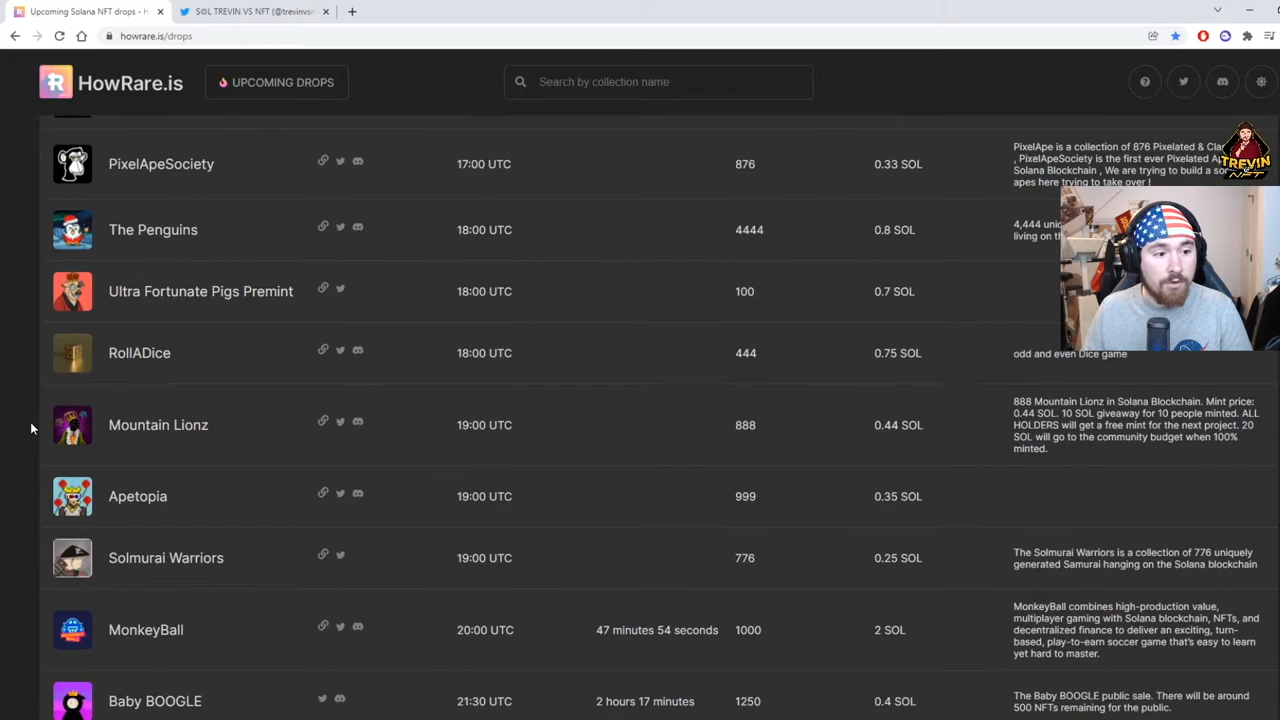 Upcoming Solana NFT drops - H
S@L TREVIN VS NFT (@trevinvsn
howrare.is/drops
HowRare.is
UPCOMING DROPS
Search by collection name
PixelApeSociety 17:00 UTC 876 0.33 SOL
PixelApe is a collection of 876 Pixelated & Cla
, PixelApeSociety is the first ever Pixelated Ap
Solana Blockchain , We are trying to build a so
apes here trying to take over !
TREVIN
NFT
The Penguins 18:00 UTC 4444 0.8 SOL
4,444 uni
living on th
Ultra Fortunate Pigs Premint 18:00 UTC 100 0.7 SOL
RollADice 18:00 UTC 444 0.75 SOL
odd and even Dice game
Mountain Lionz 19:00 UTC 888 0.44 SOL
888 Mountain Lionz in Solana Blockchain. Mint price:
0.44 SOL. 10 SOL giveaway for 10 people minted. ALL
HOLDERS will get a free mint for the next project. 20
SOL will go to the community budget when 100%
minted.
Apetopia 19:00 UTC 999 0.35 SOL
Solmurai Warriors 19:00 UTC 776 0.25 SOL
The Solmurai Warriors is a collection of 776 uniquely
generated Samurai hanging on the Solana blockchain
MonkeyBall 20:00 UTC 47 minutes 54 seconds 1000 2 SOL
MonkeyBall combines high-production value,
multiplayer gaming with Solana blockchain, NFTs, and
decentralized finance to deliver an exciting, turn-
based, play-to-earn soccer game that's easy to learn
yet hard to master.
Baby BOOGLE 21:30 UTC 2 hours 17 minutes 1250 0.4 SOL
The Baby BOOGLE public sale. There will be around
500 NFTs remaining for the public.